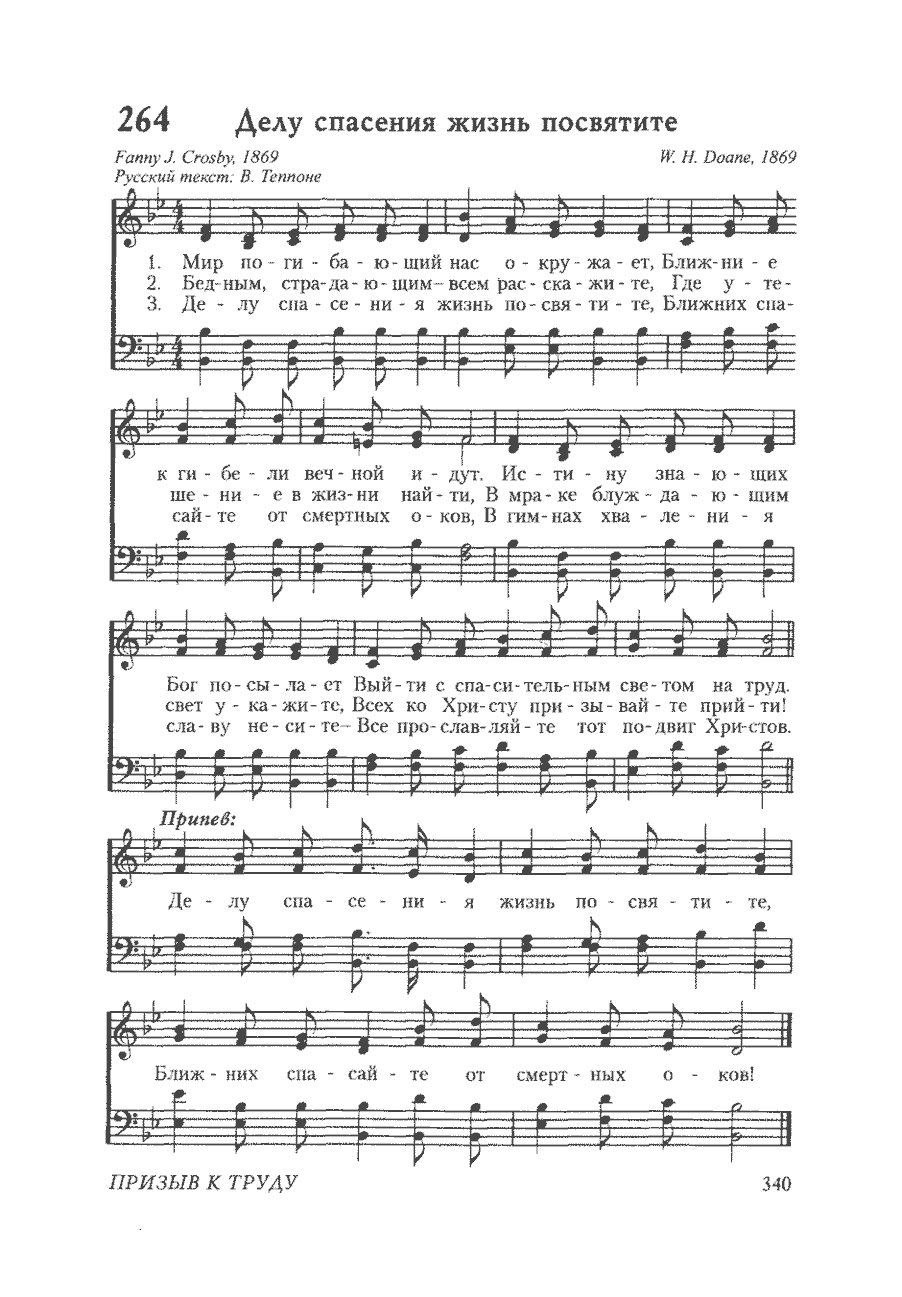 264 Делу спасения жизнь посвятите
Fanny J. Crosby, 1869 W. H. Doane, 1869
Русский текст: В. Теппоне
1. Мир по - ги - ба - ю - щий нас о - кру - жа - ет, Ближ - ни - е
2. Бед-ным, стра-да - ю - щим - всем рас - ска - жи - те, Где у - те -
3. Де - лу спа - се - ни - я жизнь по - свя - ти - те, Ближних спа-
к ги - бе - ли веч - ной и - дут. Ис - ти - ну зна - ю - щих
ше - ни - е в жиз-ни най - ти, В мра - ке блуж - да - ю - щим
сай - те от смертных о - ков, В гим - нах хва - ле - ни - я
Бог по - сы - ла - ет Вый - ти с спа-си-тель-ным све - том на труд.
свет у - ка - жи - те, Всех ко Хри-сту при - зы - вай - те прий - ти!
сла - ву не - си - те - Все про - слав-ляй - те тот по-двиг Хри-стов.
Припев:
Де - лу спа - се - ни - я жизнь по - свя - ти - те,
Ближ - них спа - сай - те от смерт - ных о - ков!
ПРИЗЫВ К ТРУДУ 340